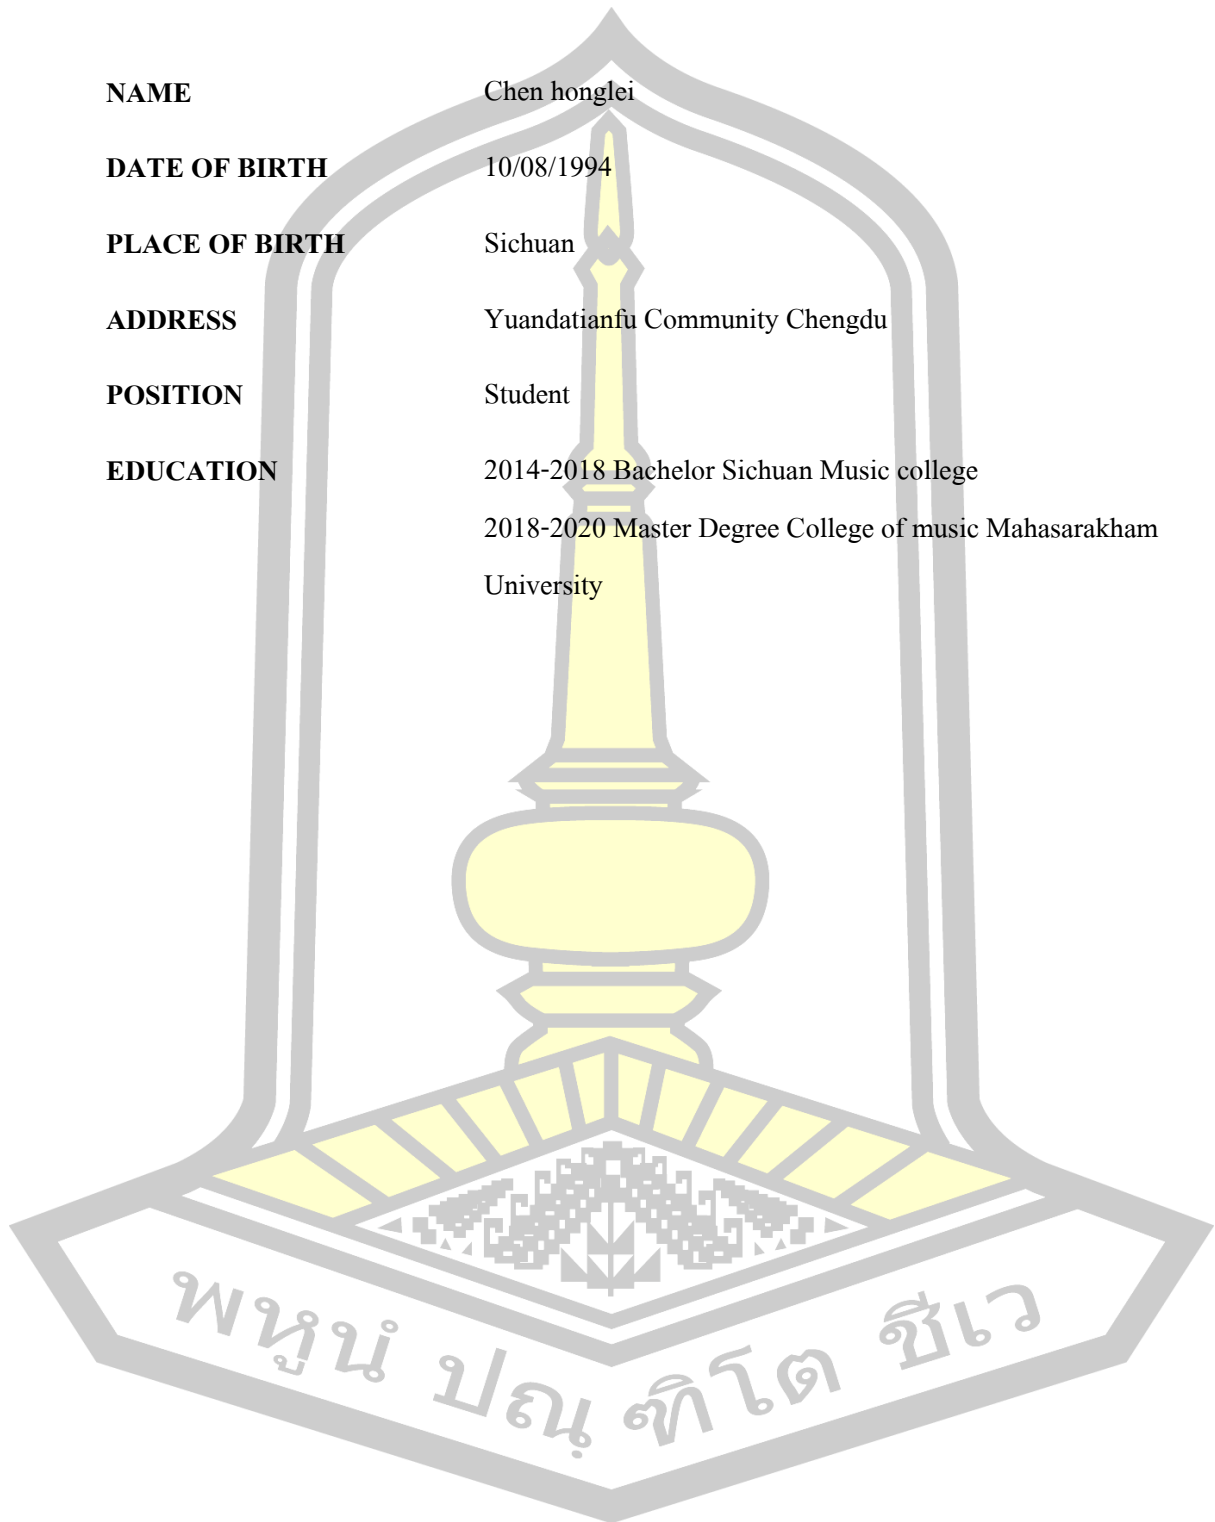 NAME Chen honglei
DATE OF BIRTH 10/08/1994
PLACE OF BIRTH Sichuan
ADDRESS Yuandatianfu Community Chengdu
POSITION Student
EDUCATION 2014-2018 Bachelor Sichuan Music college
2018-2020 Master Degree College of music Mahasarakham
University
พหูนํ ปณฺฑิโต ชีเว